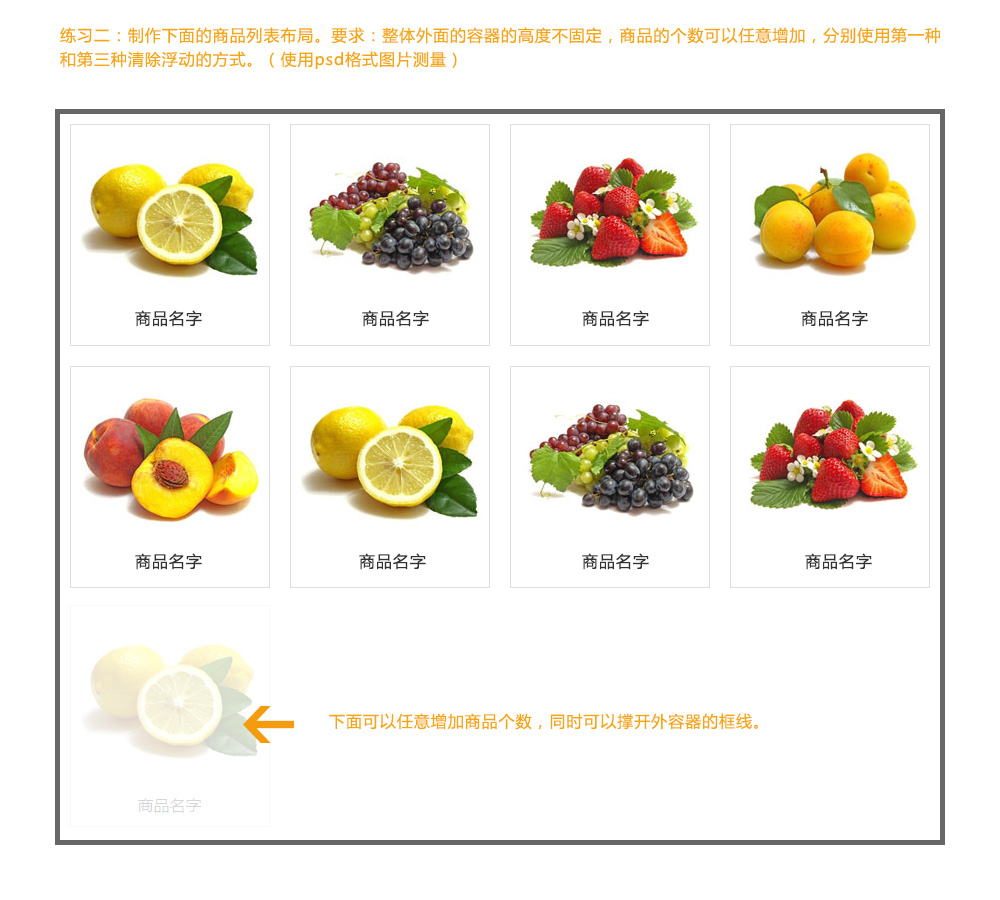 练习二：制作下面的商品列表布局。要求：整体外面的容器的高度不固定，商品的个数可以任意增加，分别使用第一种
和第三种清除浮动的方式。（使用psd格式图片测量）
商品名字
商品名字
商品名字
商品名字
商品名字
商品名字
商品名字
商品名字
下面可以任意增加商品个数，同时可以撑开外容器的框线。
商品名字